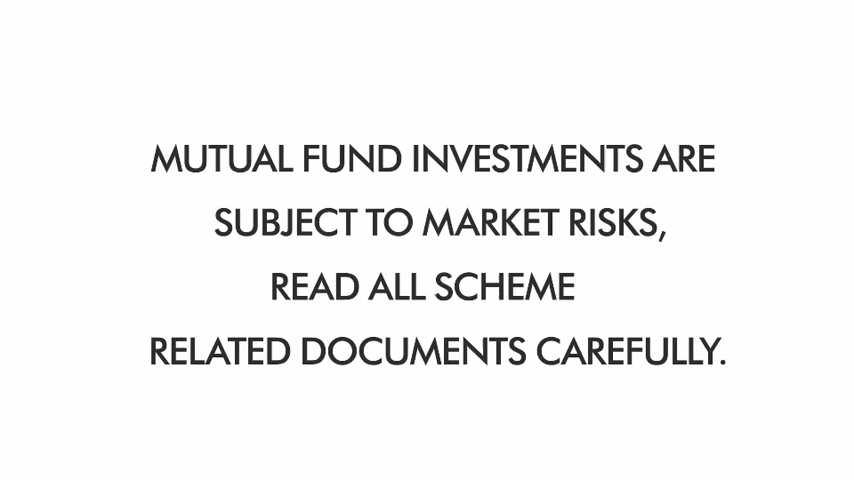 MUTUAL FUND INVESTMENTS ARE
SUBJECT TO MARKET RISKS,
READ ALL SCHEME
RELATED DOCUMENTS CAREFULLY.